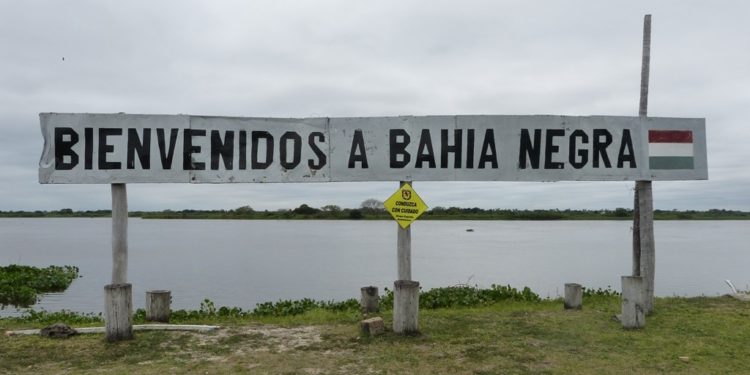 BIENVENIDOS A BAHIA NEGRA
CONDUZCA
CON CUIDADO